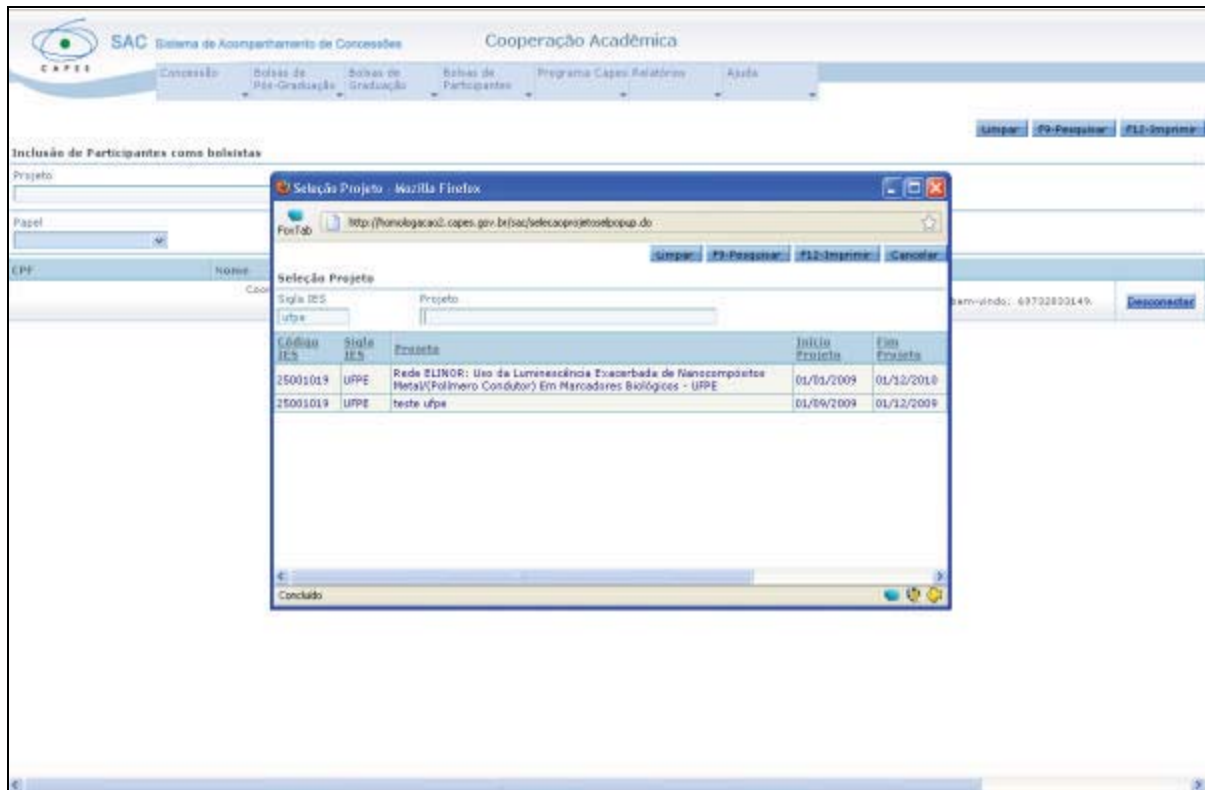 CAPES
SAC Sistema de Acompanhamento de Concessões Cooperação Acadêmica
Concessão Bolsas de Pós-Graduação Bolsas de Graduação Bolsas de Participantes Programa Capes Relatórios Ajuda
Limpar F9-Pesquisar F12-Imprimir
Inclusão de Participantes como bolsistas
Projeto
Papel
CPF Nome
Coor
bem-vindo: 69732833149.
Desconectar
Seleção Projeto - Mozilla Firefox
FoxTab http://homologacao2.capes.gov.br/sac/selecaoprojetoselpopup.do
Limpar F9-Pesquisar F12-Imprimir Cancelar
Seleção Projeto
Sigla IES Projeto
ufpe
Código IES Sigla IES Projeto Início Projeto Fim Projeto
25001019 UFPE Rede ELINOR: Uso da Luminescência Exacerbada de Nanocompósitos 01/01/2009 01/12/2010
Metal/(Polímero Condutor) Em Marcadores Biológicos - UFPE
25001019 UFPE teste ufpe 01/09/2009 01/12/2009
Concluído